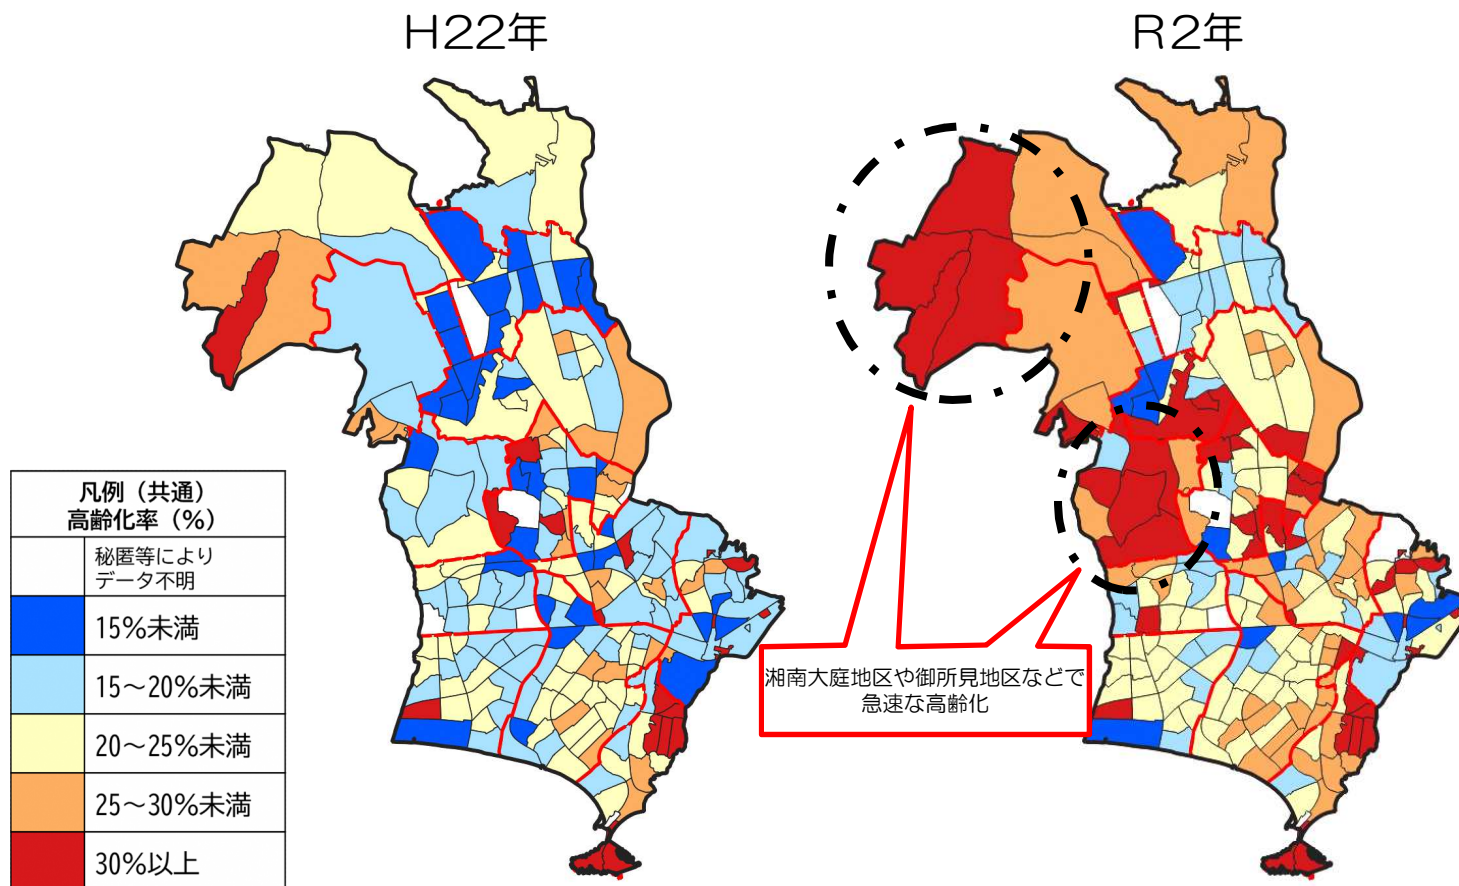 H22年
R2年
凡例（共通）
高齢化率（%）
秘匿等により
データ不明
15%未満
15～20%未満
20～25%未満
25～30%未満
30%以上
湘南大庭地区や御所見地区などで
急速な高齢化